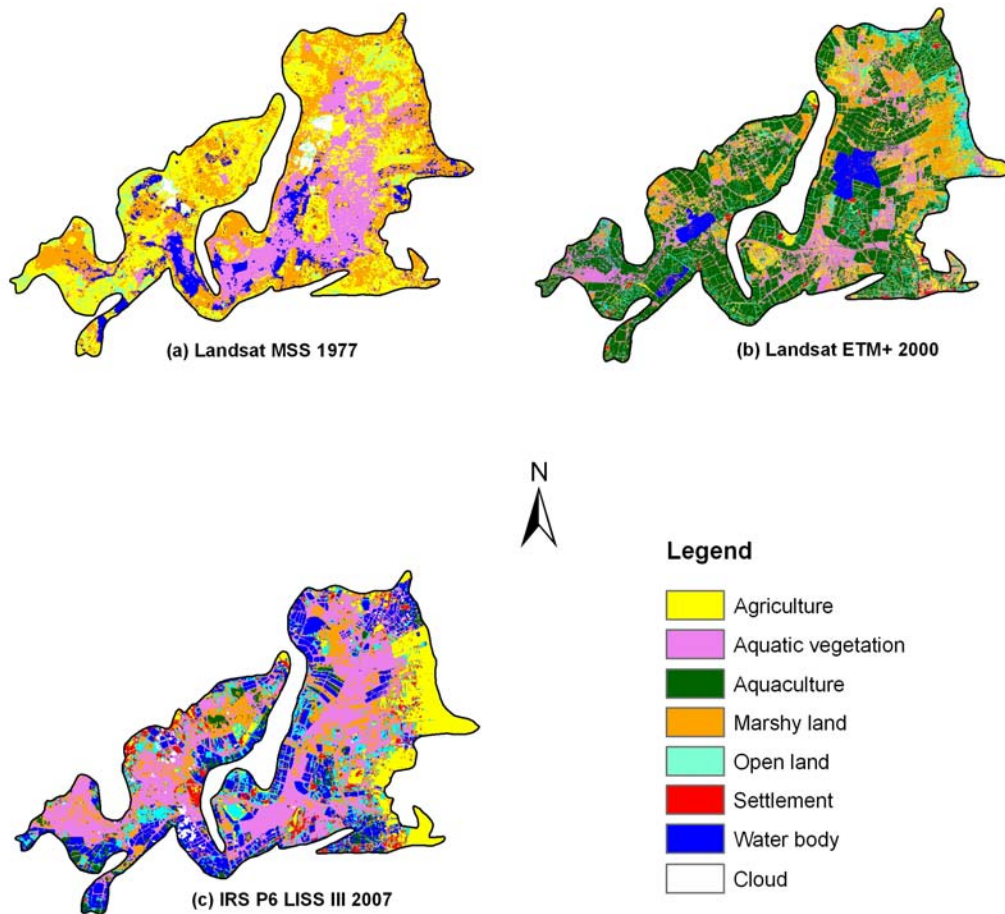 (a) Landsat MSS 1977
(b) Landsat ETM+ 2000
N
Legend
Agriculture
Aquatic vegetation
Aquaculture
Marshy land
Open land
Settlement
Water body
Cloud
(c) IRS P6 LISS III 2007